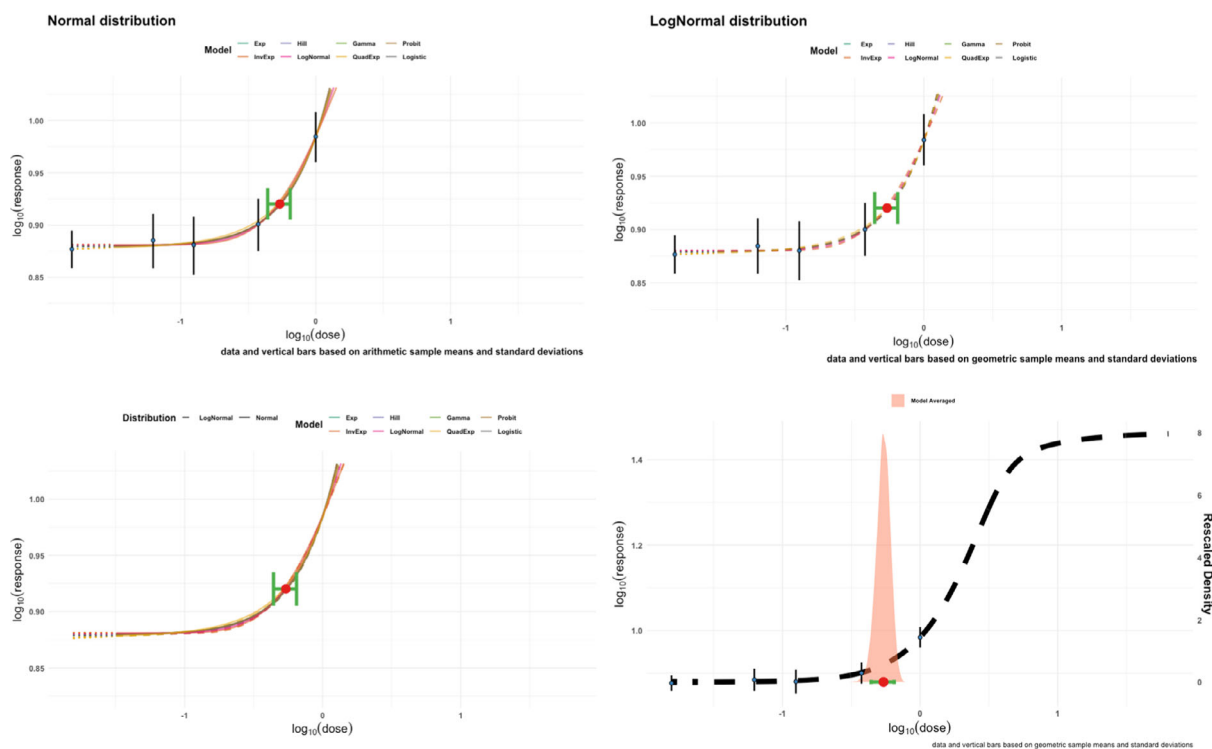 Normal distribution
Model
Exp Hill Gamma Probit
InvExp LogNormal QuadExp Logistic
log10(response)
1.00
0.95
0.90
0.85
-1 0 1
log10(dose)
data and vertical bars based on arithmetic sample means and standard deviations
LogNormal distribution
Model
Exp Hill Gamma Probit
InvExp LogNormal QuadExp Logistic
log10(response)
1.00
0.95
0.90
0.85
-1 0 1
log10(dose)
data and vertical bars based on geometric sample means and standard deviations
Distribution LogNormal Normal
Model
Exp Hill Gamma Probit
InvExp LogNormal QuadExp Logistic
log10(response)
1.00
0.95
0.90
0.85
-1 0 1
log10(dose)
Model Averaged
log10(response)
1.4
1.2
1.0
8
6
4
2
0
Rescaled Density
-1 0 1
log10(dose)
data and vertical bars based on geometric sample means and standard deviations